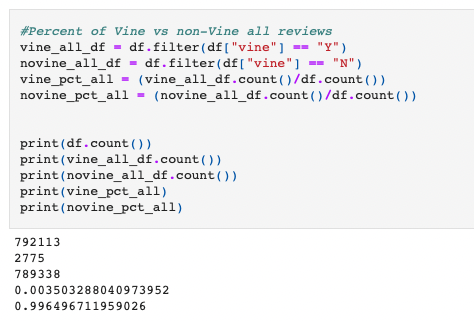 #Percent of Vine vs non-Vine all reviews
vine_all_df = df.filter(df["vine"] == "Y")
novine_all_df = df.filter(df["vine"] == "N")
vine_pct_all = (vine_all_df.count()/df.count())
novine_pct_all = (novine_all_df.count()/df.count())
print(df.count())
print(vine_all_df.count())
print(novine_all_df.count())
print(vine_pct_all)
print(novine_pct_all)
792113
2775
789338
0.003503288040973952
0.996496711959026